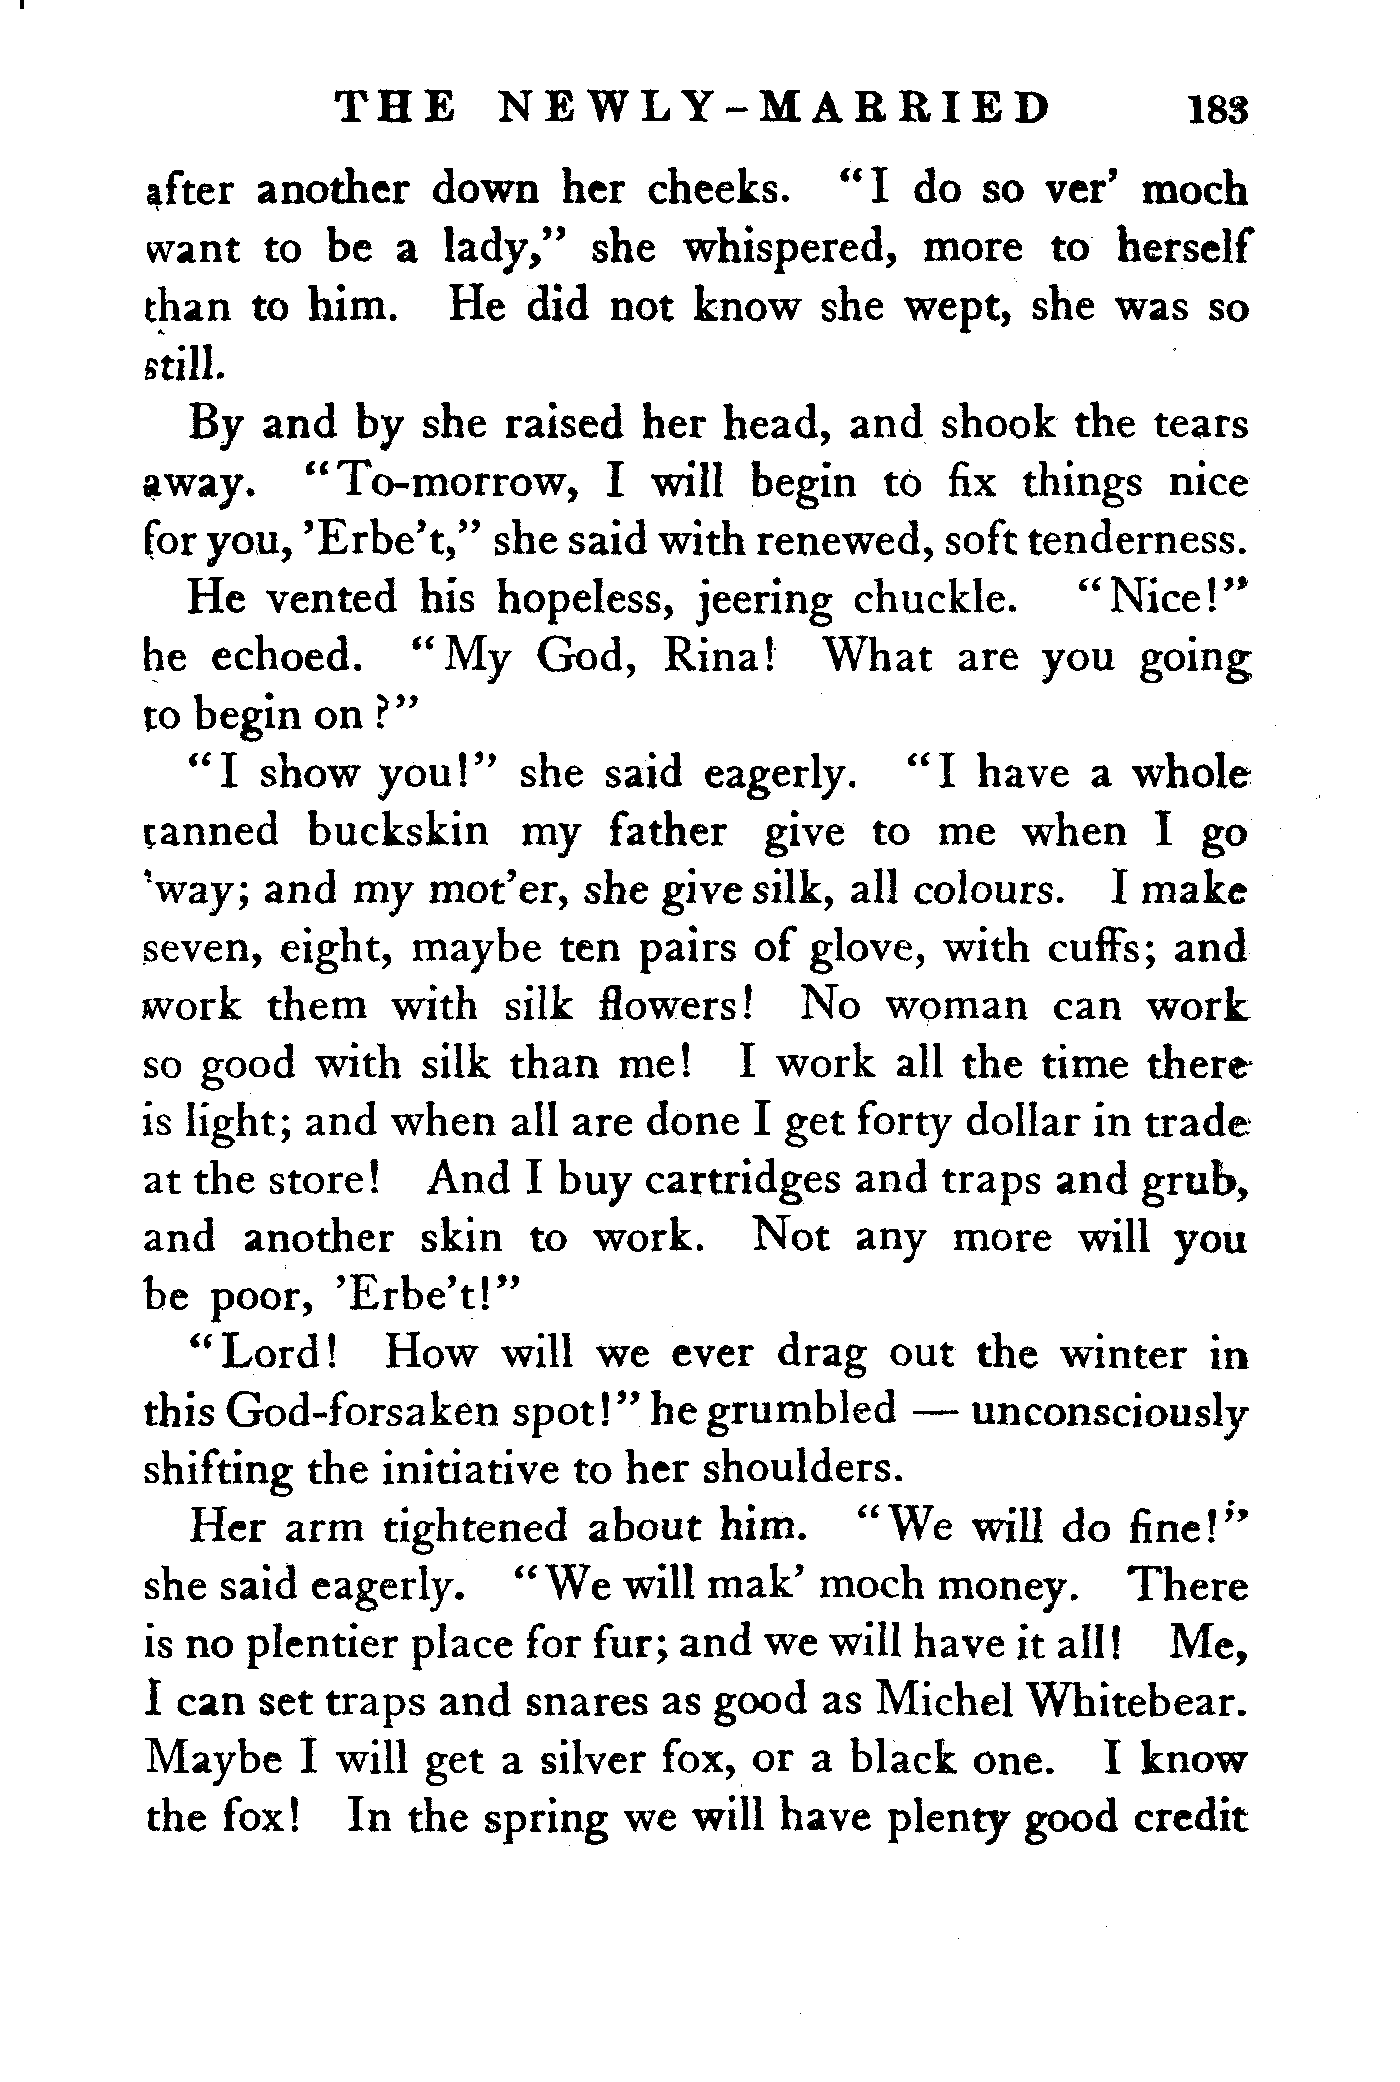 THE NEWLY-MARRIED 183
after another down her cheeks. "I do so ver' moch
want to be a lady," she whispered, more to herself
than to him. He did not know she wept, she was so
still.
By and by she raised her head, and shook the tears
away. "To-morrow, I will begin to fix things nice
for you, 'Erbe't," she said with renewed, soft tenderness.
He vented his hopeless, jeering chuckle. "Nice!"
he echoed. "My God, Rina! What are you going
to begin on?"
"I show you!" she said eagerly. "I have a whole
tanned buckskin my father give to me when I go
'way; and my mot'er, she give silk, all colours. I make
seven, eight, maybe ten pairs of glove, with cuffs; and
work them with silk flowers! No woman can work
so good with silk than me! I work all the time there
is light; and when all are done I get forty dollar in trade
at the store! And I buy cartridges and traps and grub,
and another skin to work. Not any more will you
be poor, 'Erbe't!"
"Lord! How will we ever drag out the winter in
this God-forsaken spot!" he grumbled — unconsciously
shifting the initiative to her shoulders.
Her arm tightened about him. "We will do fine!"
she said eagerly. "We will mak' moch money. There
is no plentier place for fur; and we will have it all! Me,
I can set traps and snares as good as Michel Whitebear.
Maybe I will get a silver fox, or a black one. I know
the fox! In the spring we will have plenty good credit